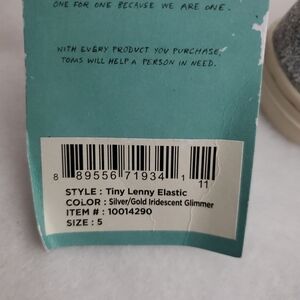 ONE FOR ONE BECAUSE WE ARE ONE.
WITH EVERY PRODUCT YOU PURCHASE,
TOMS WILL HELP A PERSON IN NEED.
8 89556 71934 1
11
STYLE : Tiny Lenny Elastic
COLOR : Silver/Gold Iridescent Glimmer
ITEM # : 10014290
SIZE : 5